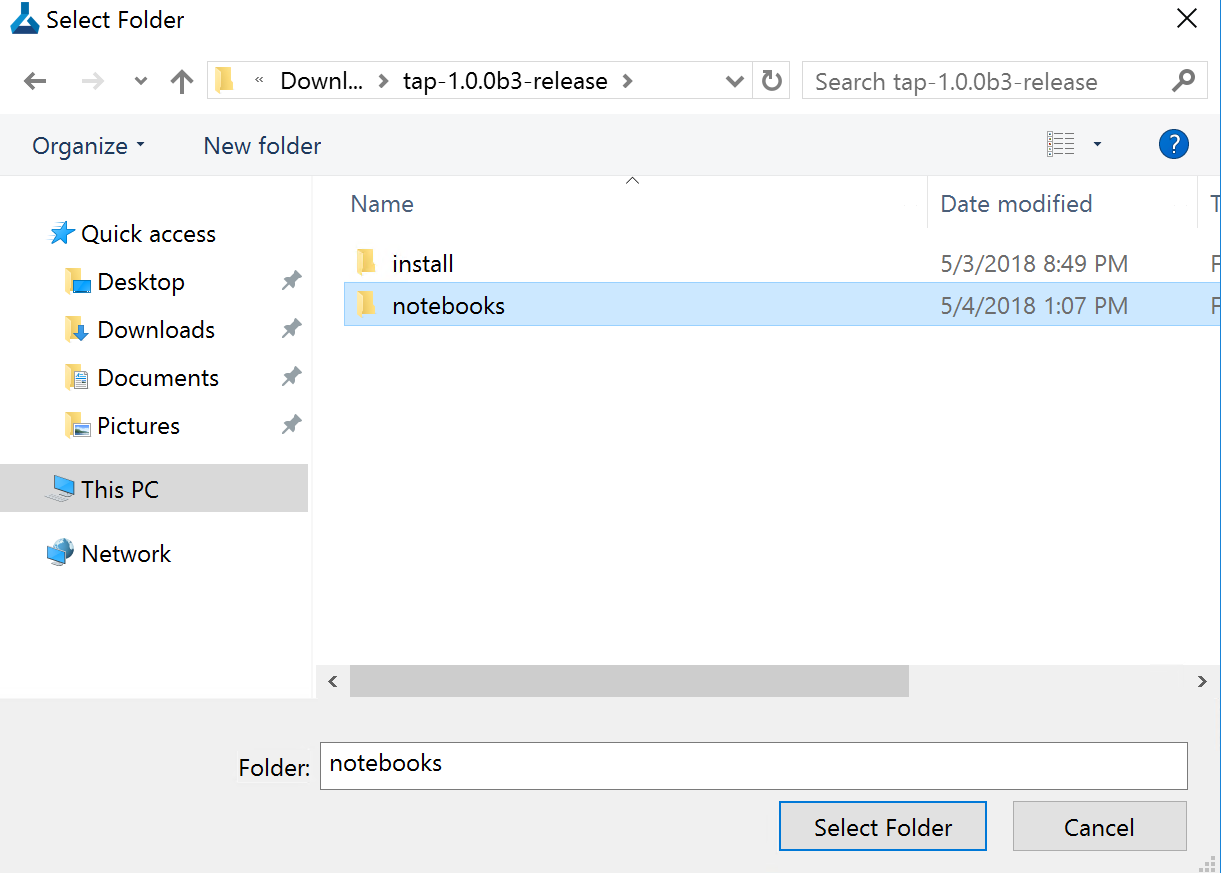 Select Folder
« Downl... > tap-1.0.0b3-release > Search tap-1.0.0b3-release
Organize New folder ?
Name Date modified T
Quick access
Desktop
Downloads
Documents
Pictures
This PC
Network
install 5/3/2018 8:49 PM F
notebooks 5/4/2018 1:07 PM F
Folder: notebooks
Select Folder Cancel